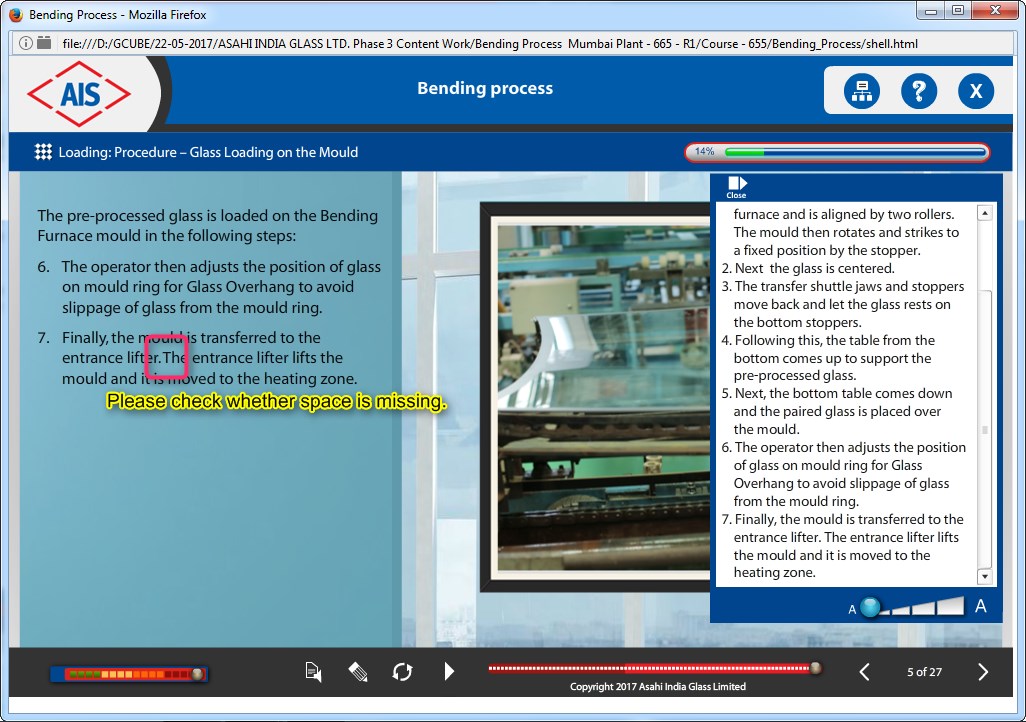 Bending Process - Mozilla Firefox
file:///D:/GCUBE/22-05-2017/ASAHI INDIA GLASS LTD. Phase 3 Content Work/Bending Process  Mumbai Plant - 665 - R1/Course - 655/Bending_Process/shell.html
AIS
Bending process
?
X
Loading: Procedure – Glass Loading on the Mould
14%
The pre-processed glass is loaded on the Bending
Furnace mould in the following steps:
6. The operator then adjusts the position of glass
on mould ring for Glass Overhang to avoid
slippage of glass from the mould ring.
7. Finally, the mould is transferred to the
entrance lifter. The entrance lifter lifts the
mould and it is moved to the heating zone.
Please check whether space is missing.
Close
furnace and is aligned by two rollers.
The mould then rotates and strikes to
a fixed position by the stopper.
2. Next  the glass is centered.
3. The transfer shuttle jaws and stoppers
move back and let the glass rests on
the bottom stoppers.
4. Following this, the table from the
bottom comes up to support the
pre-processed glass.
5. Next, the bottom table comes down
and the paired glass is placed over
the mould.
6. The operator then adjusts the position
of glass on mould ring for Glass
Overhang to avoid slippage of glass
from the mould ring.
7. Finally, the mould is transferred to the
entrance lifter. The entrance lifter lifts
the mould and it is moved to the
heating zone.
A A
5 of 27
Copyright 2017 Asahi India Glass Limited